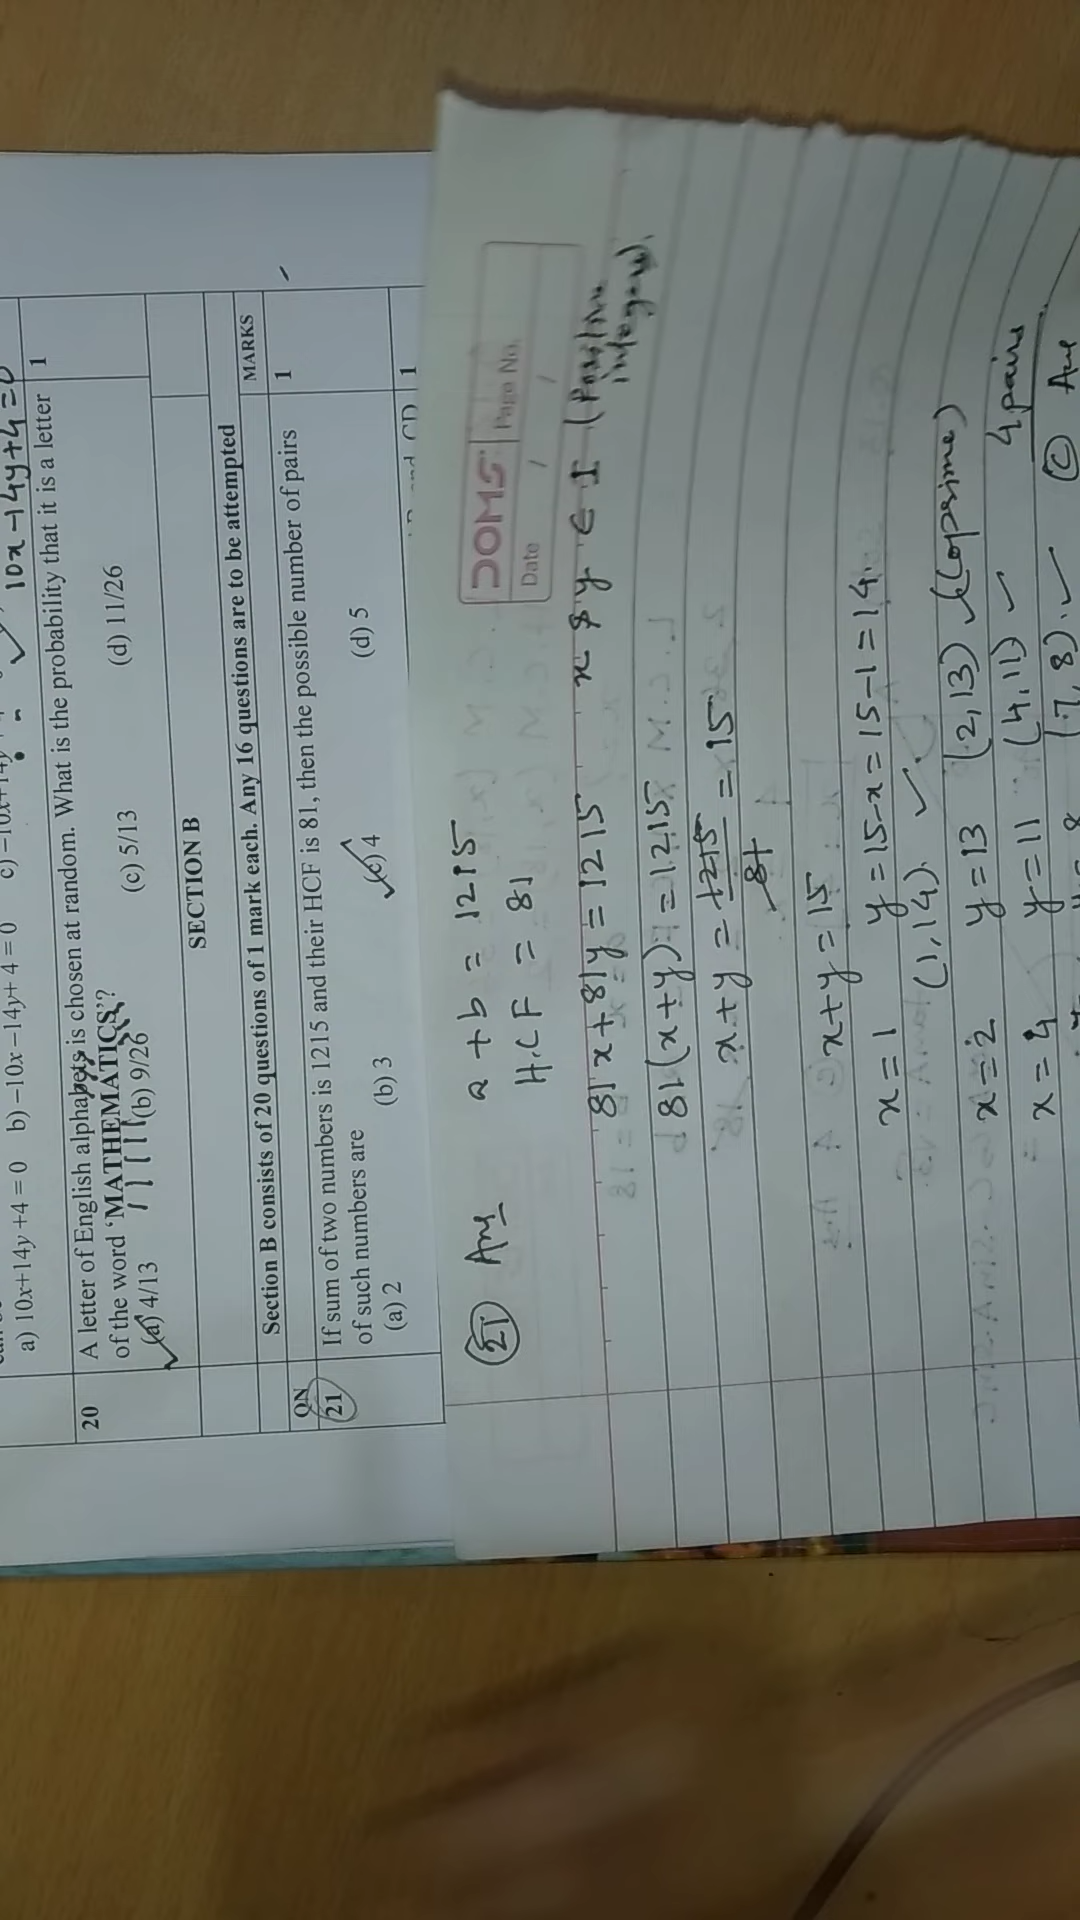 10x-14y+4=0
a) 10x+14y +4 = 0 b) –10x –14y+ 4 = 0 c) –10x+14y
20 A letter of English alphabets is chosen at random. What is the probability that it is a letter 1
of the word ‘MATHEMATICS’?
(a) 4/13 (b) 9/26 (c) 5/13 (d) 11/26
SECTION B
Section B consists of 20 questions of 1 mark each. Any 16 questions are to be attempted
QN MARKS
21 If sum of two numbers is 1215 and their HCF is 81, then the possible number of pairs 1
of such numbers are
(a) 2 (b) 3 (c) 4 (d) 5
1
DOMS Page No.
Date / /
(21) Ans a + b = 1215
H.C.F = 81
81x + 81y = 1215 x & y ∈ I (Positive
integers).
81 (x+y) = 1215
x + y = 1215/81 = 15
x + y = 15
x = 1 y = 15-x = 15-1 = 14.
(1, 14). ✓
x = 2 y = 13 (2, 13) ✓ (Coprime)
x = 4 y = 11 (4, 11) ✓ 4 pairs
(7, 8). ✓ (C) Ans